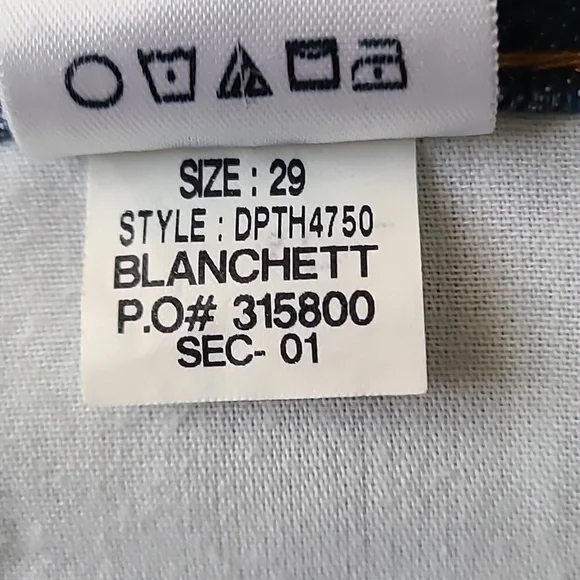 SIZE : 29
STYLE : DPTH4750
BLANCHETT
P.O# 315800
SEC- 01